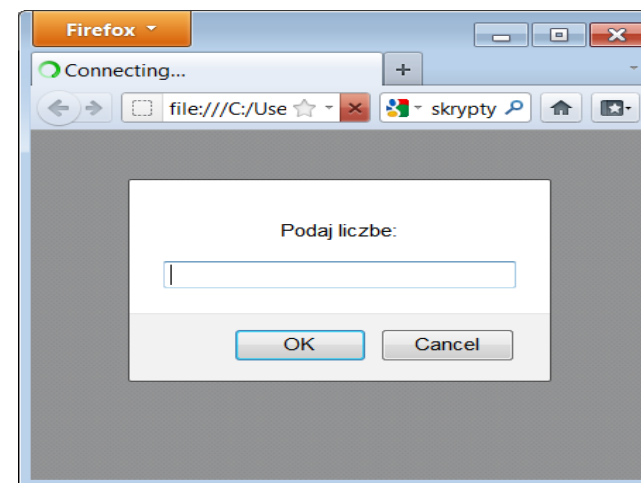 Firefox
Connecting...
file:///C:/Use
skrypty
Podaj liczbe:
OK
Cancel